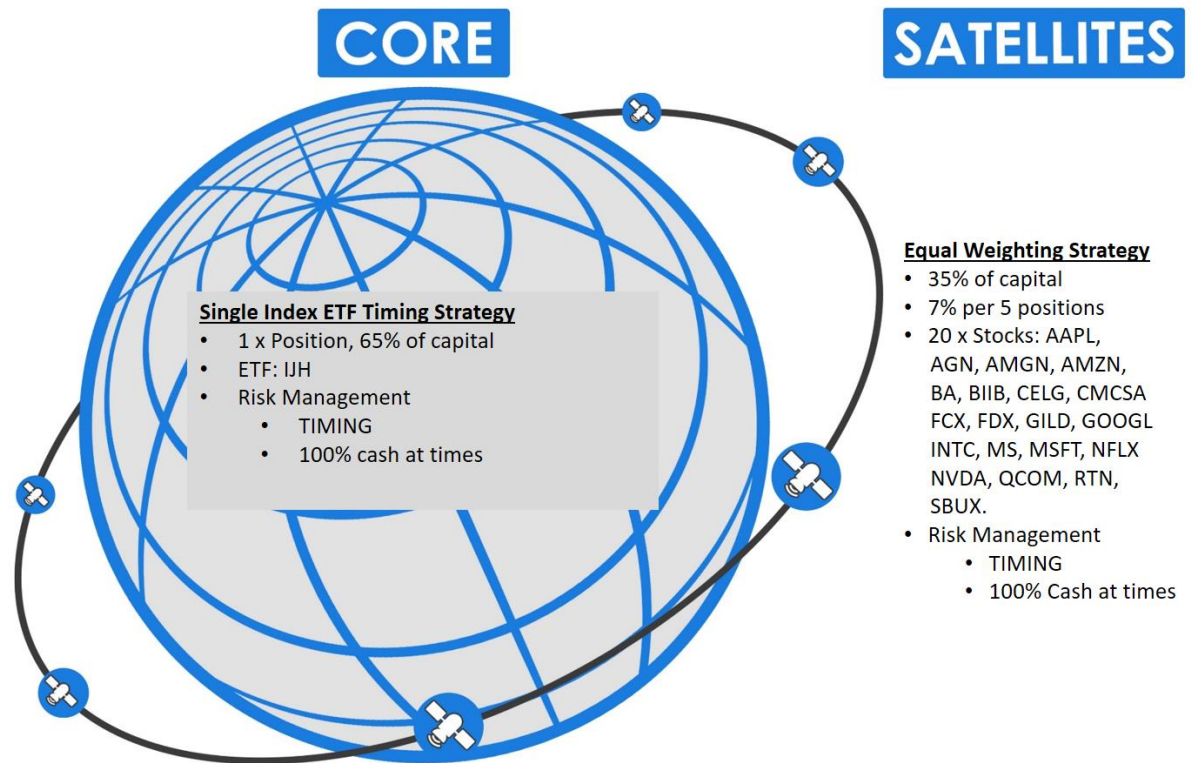 CORE
SATELLITES
Single Index ETF Timing Strategy
• 1 x Position, 65% of capital
• ETF: IJH
• Risk Management
• TIMING
• 100% cash at times
Equal Weighting Strategy
• 35% of capital
• 7% per 5 positions
• 20 x Stocks: AAPL,
AGN, AMGN, AMZN,
BA, BIIB, CELG, CMCSA
FCX, FDX, GILD, GOOGL
INTC, MS, MSFT, NFLX
NVDA, QCOM, RTN,
SBUX.
• Risk Management
• TIMING
• 100% Cash at times